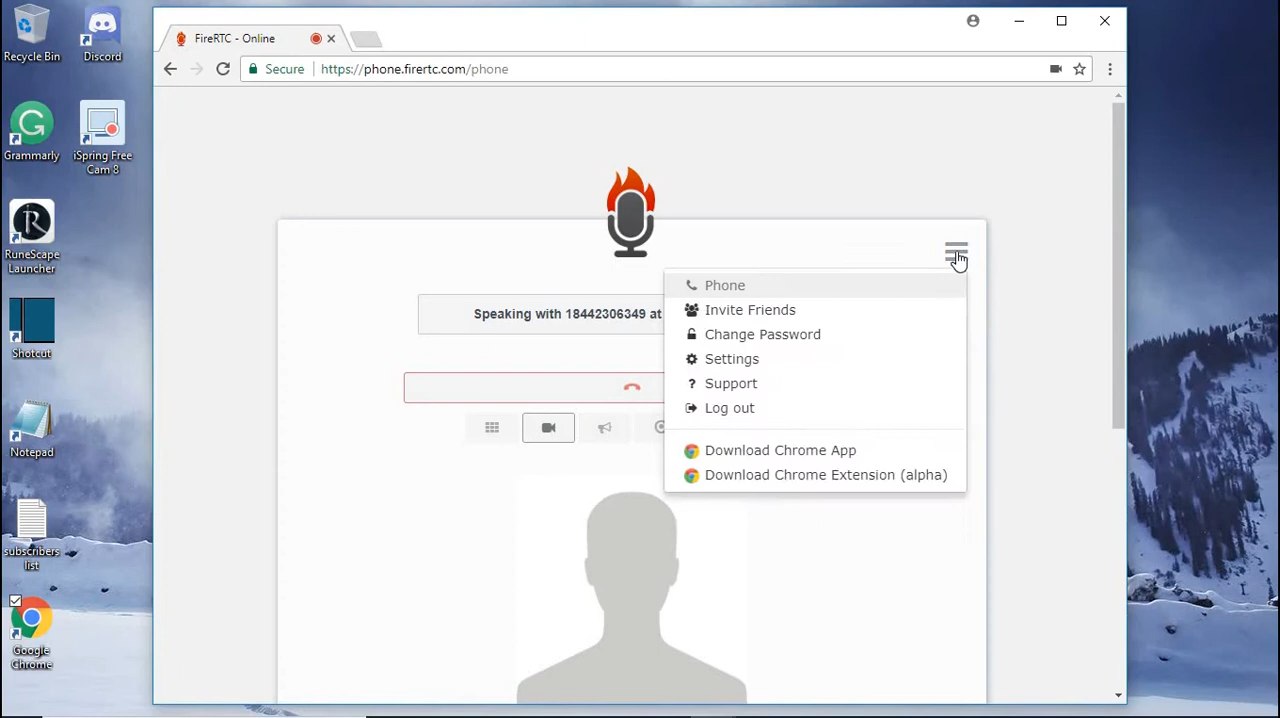 Recycle Bin
Discord
Grammarly
iSpring Free
Cam 8
RuneScape
Launcher
Shotcut
Notepad
subscribers
list
Google
Chrome
FireRTC - Online
Secure
https://phone.firertc.com/phone
Speaking with 18442306349 at
Phone
Invite Friends
Change Password
Settings
? Support
Log out
Download Chrome App
Download Chrome Extension (alpha)